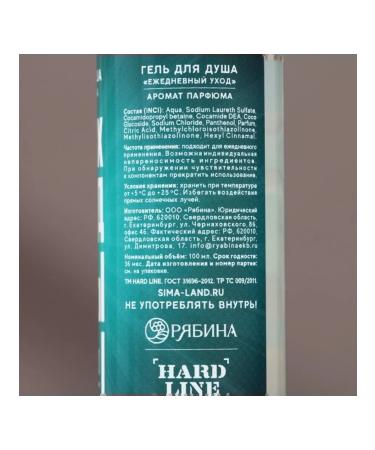 ГЕЛЬ ДЛЯ ДУША
«ЕЖЕДНЕВНЫЙ УХОД»
АРОМАТ ПАРФЮМА
Состав (INCI): Aqua, Sodium Laureth Sulfate,
Cocamidopropyl betaine, Cocamide DEA, Coco
Glucoside, Sodium Chloride, Panthenol, Parfum,
Citric Acid, Methylchloroisothiazolinone,
Methylisothiazolinone, Hexyl Cinnamal.
Частота применения: подходит для ежедневного
применения. Возможна индивидуальная
непереносимость ингредиентов.
При обнаружении чувствительности
к компонентам прекратить использование.
Условия хранения: хранить при температуре
от +5°С до +25°С. Избегать воздействия
прямых солнечных лучей.
Изготовитель: ООО «Рябина». Юридический
адрес: РФ, 620010, Свердловская область,
г. Екатеринбург, ул. Черняховского, 86,
офис 46. Фактический адрес: РФ, 620010,
Свердловская область, г. Екатеринбург,
ул. Димитрова, 17. info@ryabinaekb.ru
Номинальный объём: 100 мл. Срок годности:
36 мес. Дата изготовления и номер партии:
см. на упаковке.
ТМ HARD LINE. ГОСТ 31696-2012. ТР ТС 009/2011.
SIMA-LAND.RU
НЕ УПОТРЕБЛЯТЬ ВНУТРЬ!
РЯБИНА
HARD
LINE